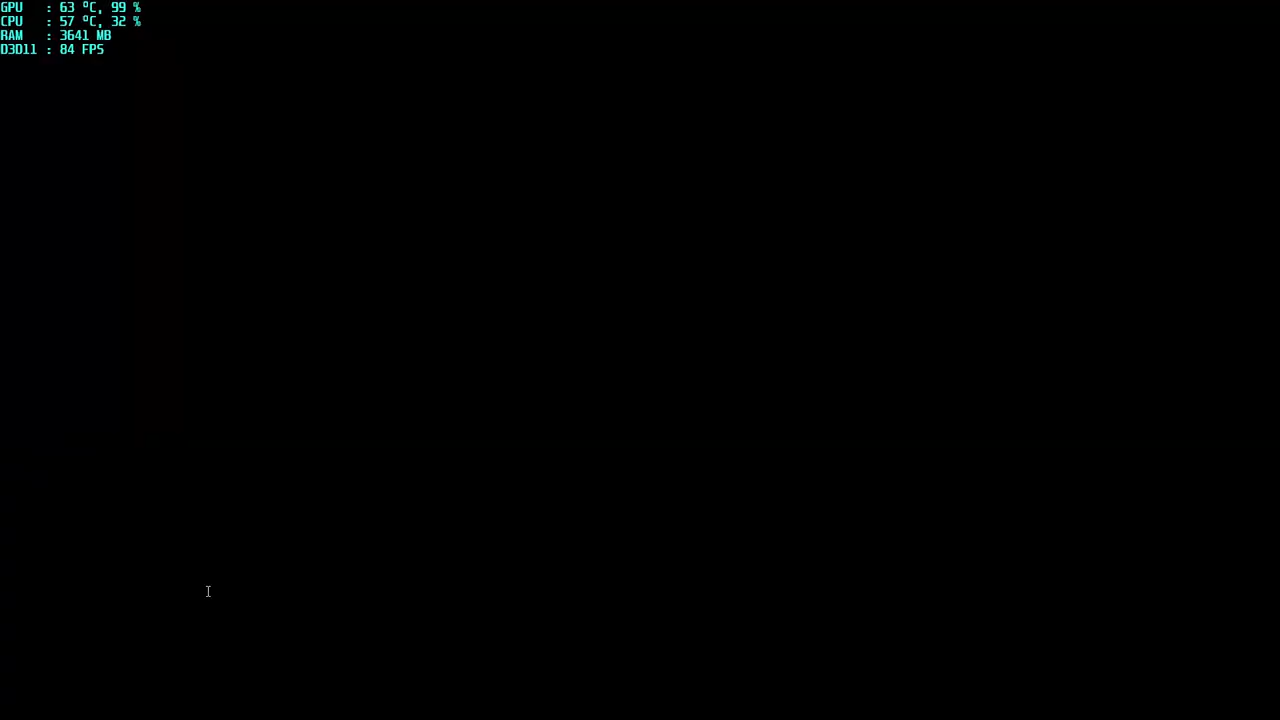 GPU : 63 °C, 99 %
CPU : 57 °C, 32 %
RAM : 3641 MB
D3D11 : 84 FPS